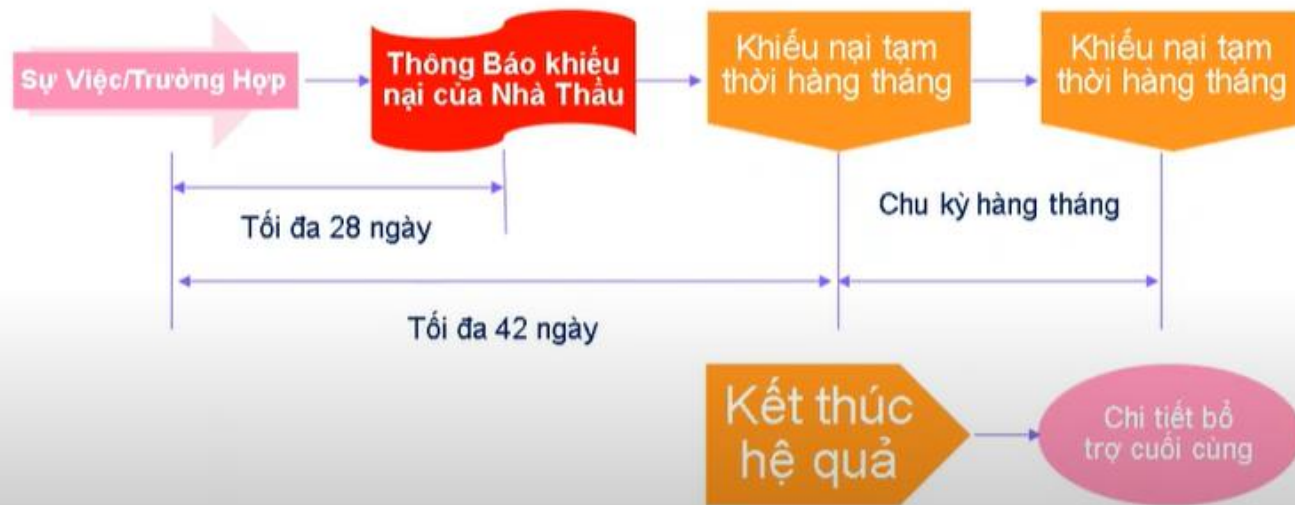 Sự Việc/Trường Hợp
Thông Báo khiếu
nại của Nhà Thầu
Khiếu nại tạm
thời hàng tháng
Khiếu nại tạm
thời hàng tháng
Tối đa 28 ngày
Chu kỳ hàng tháng
Tối đa 42 ngày
Kết thúc
hệ quả
Chi tiết bổ
trợ cuối cùng